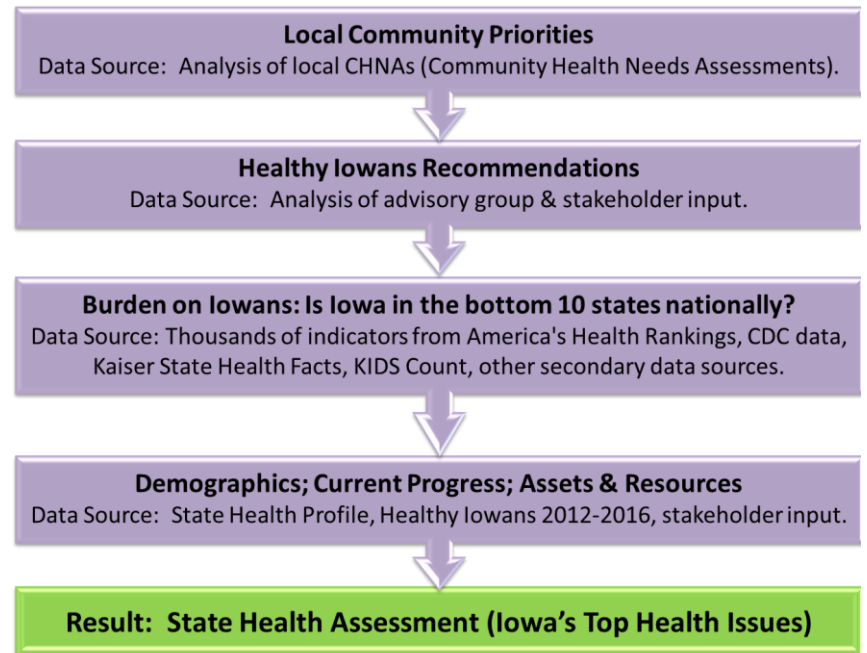 Local Community Priorities
Data Source:  Analysis of local CHNAs (Community Health Needs Assessments).
Healthy Iowans Recommendations
Data Source:  Analysis of advisory group & stakeholder input.
Burden on Iowans: Is Iowa in the bottom 10 states nationally?
Data Source: Thousands of indicators from America's Health Rankings, CDC data,
Kaiser State Health Facts, KIDS Count, other secondary data sources.
Demographics; Current Progress; Assets & Resources
Data Source:  State Health Profile, Healthy Iowans 2012-2016, stakeholder input.
Result:  State Health Assessment (Iowa’s Top Health Issues)